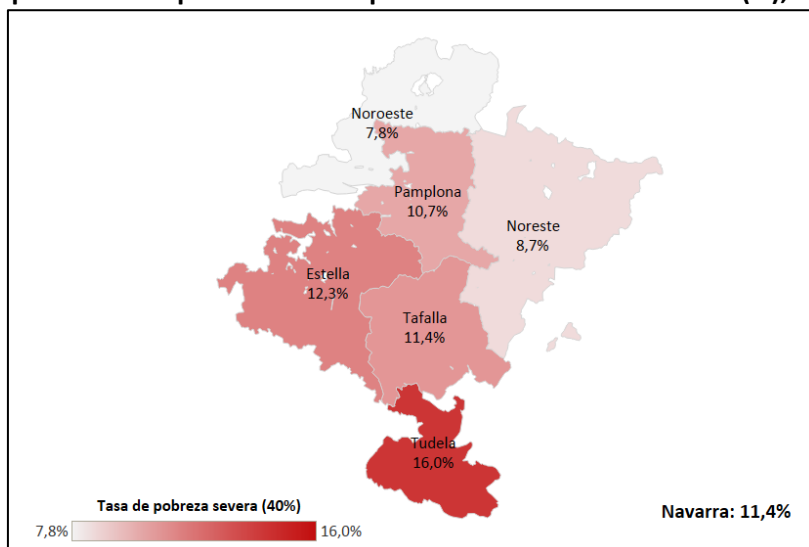 Noroeste
7,8%
Pamplona
10,7%
Noreste
8,7%
Estella
12,3%
Tafalla
11,4%
Tudela
16,0%
Tasa de pobreza severa (40%)
7,8% 16,0%
Navarra: 11,4%